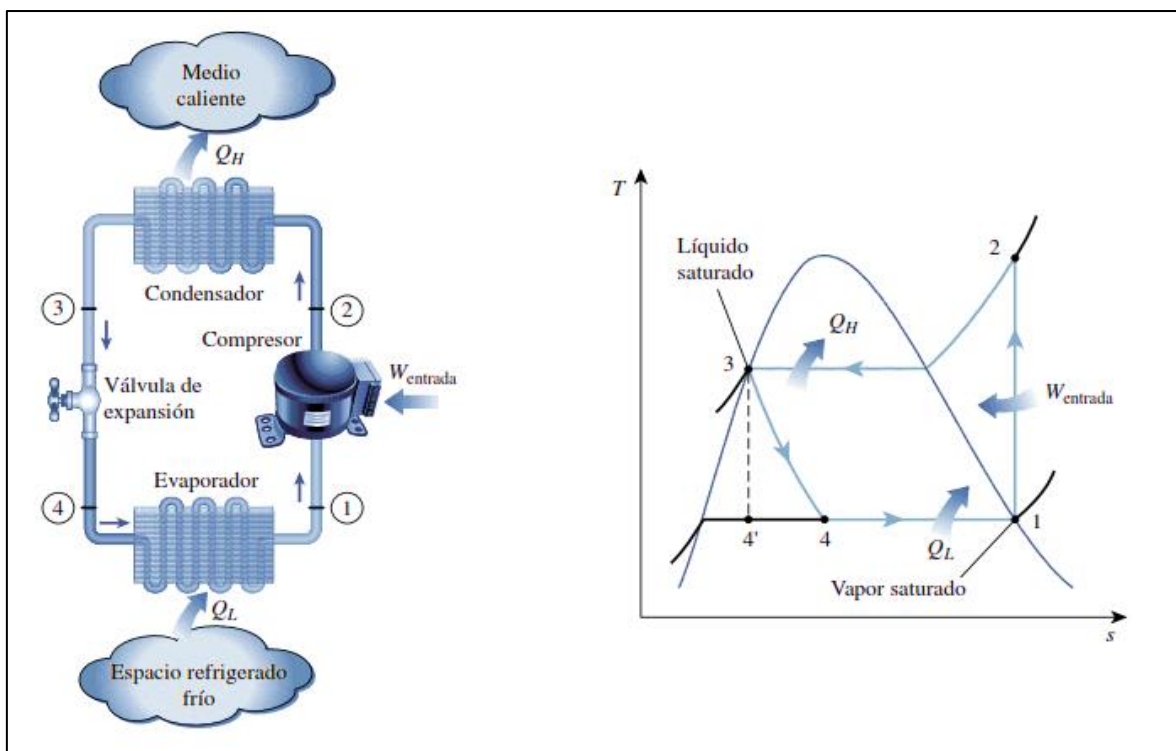 Medio
caliente
Q_H
Condensador
3
2
Compresor
W_entrada
Válvula de
expansión
Evaporador
4
1
Q_L
Espacio refrigerado
frío
T
Líquido
saturado
2
Q_H
3
W_entrada
4'
4
Q_L
1
Vapor saturado
s